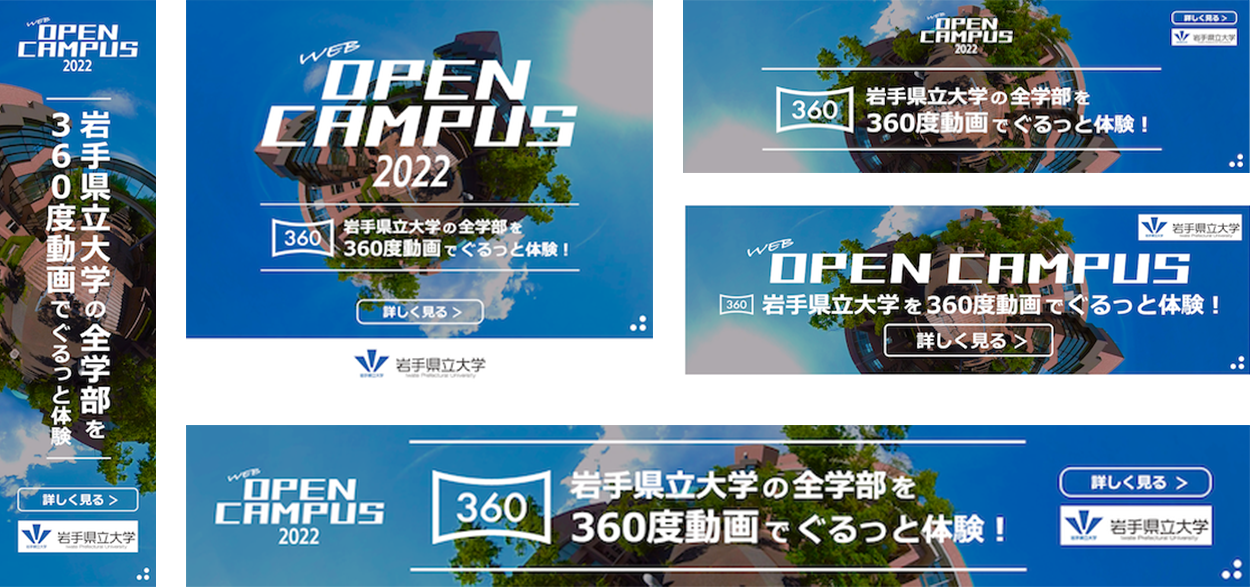 WEB
OPEN
CAMPUS
2022
岩手県立大学の全学部を
360度動画でぐるっと体験
詳しく見る >
岩手県立大学
WEB
OPEN
CAMPUS
2022
360
岩手県立大学の全学部を
360度動画でぐるっと体験！
詳しく見る >
岩手県立大学
Iwate Prefectural University
WEB
OPEN
CAMPUS
2022
詳しく見る >
岩手県立大学
360
岩手県立大学の全学部を
360度動画でぐるっと体験！
岩手県立大学
Iwate Prefectural University
WEB
OPEN CAMPUS
360 岩手県立大学を360度動画でぐるっと体験！
詳しく見る >
WEB
OPEN
CAMPUS
2022
360
岩手県立大学の全学部を
360度動画でぐるっと体験！
詳しく見る >
岩手県立大学
Iwate Prefectural University